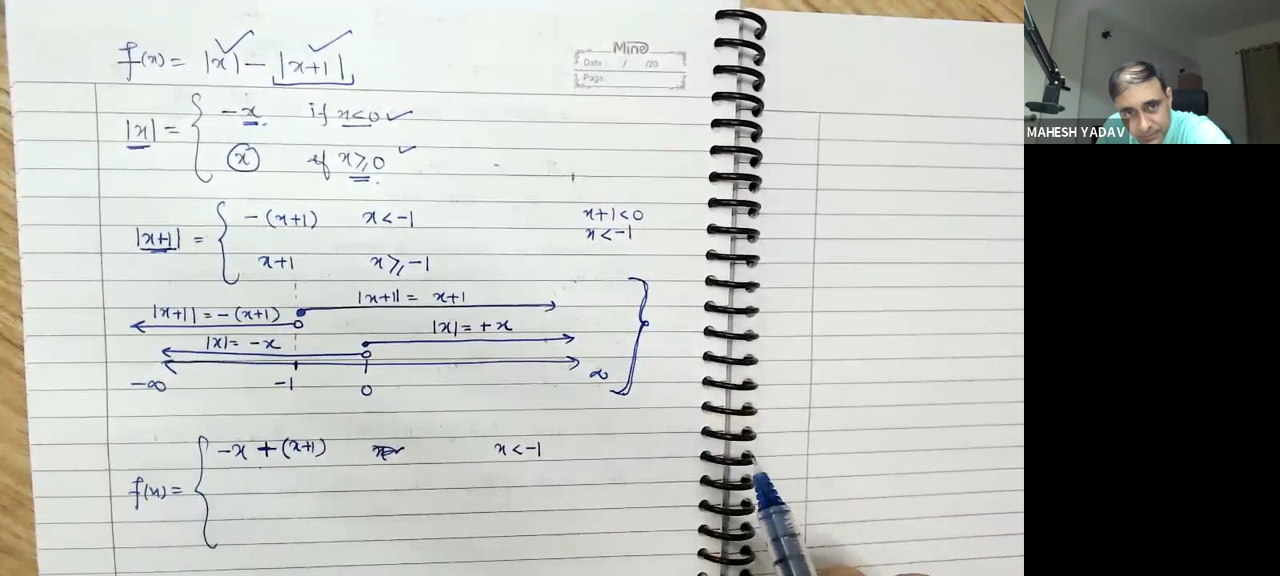 f(x) = |x| - |x+1|
Mino
Date : / /20
Page:
|x| = { -x if x<0
x if x≥0
|x+1| = { -(x+1) x<-1
x+1 x≥-1
x+1<0
x<-1
|x+1| = x+1
|x+1| = -(x+1)
|x| = +x
|x| = -x
-∞ -1 0 ∞
f(x) = { -x + (x+1) x<-1
MAHESH YADAV